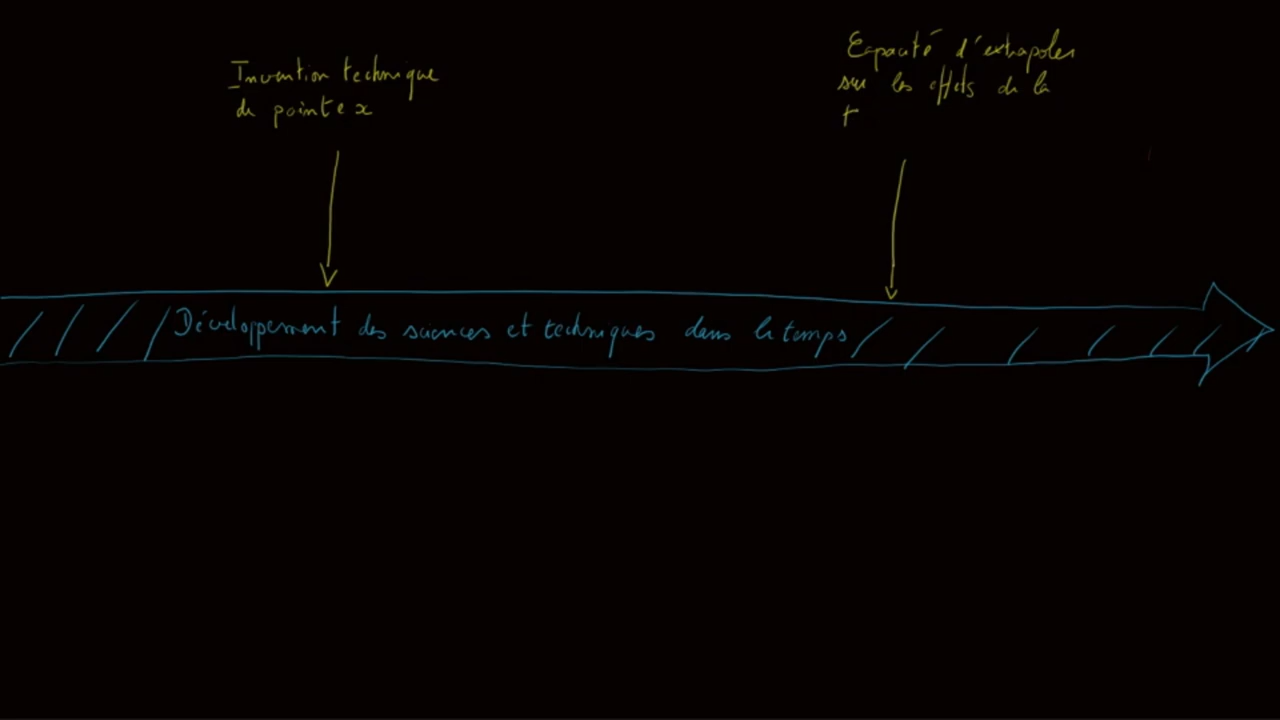 Invention technique
de pointe x
Capacité d'extrapoler
sur les effets de la
t
Développement des sciences et techniques dans le temps